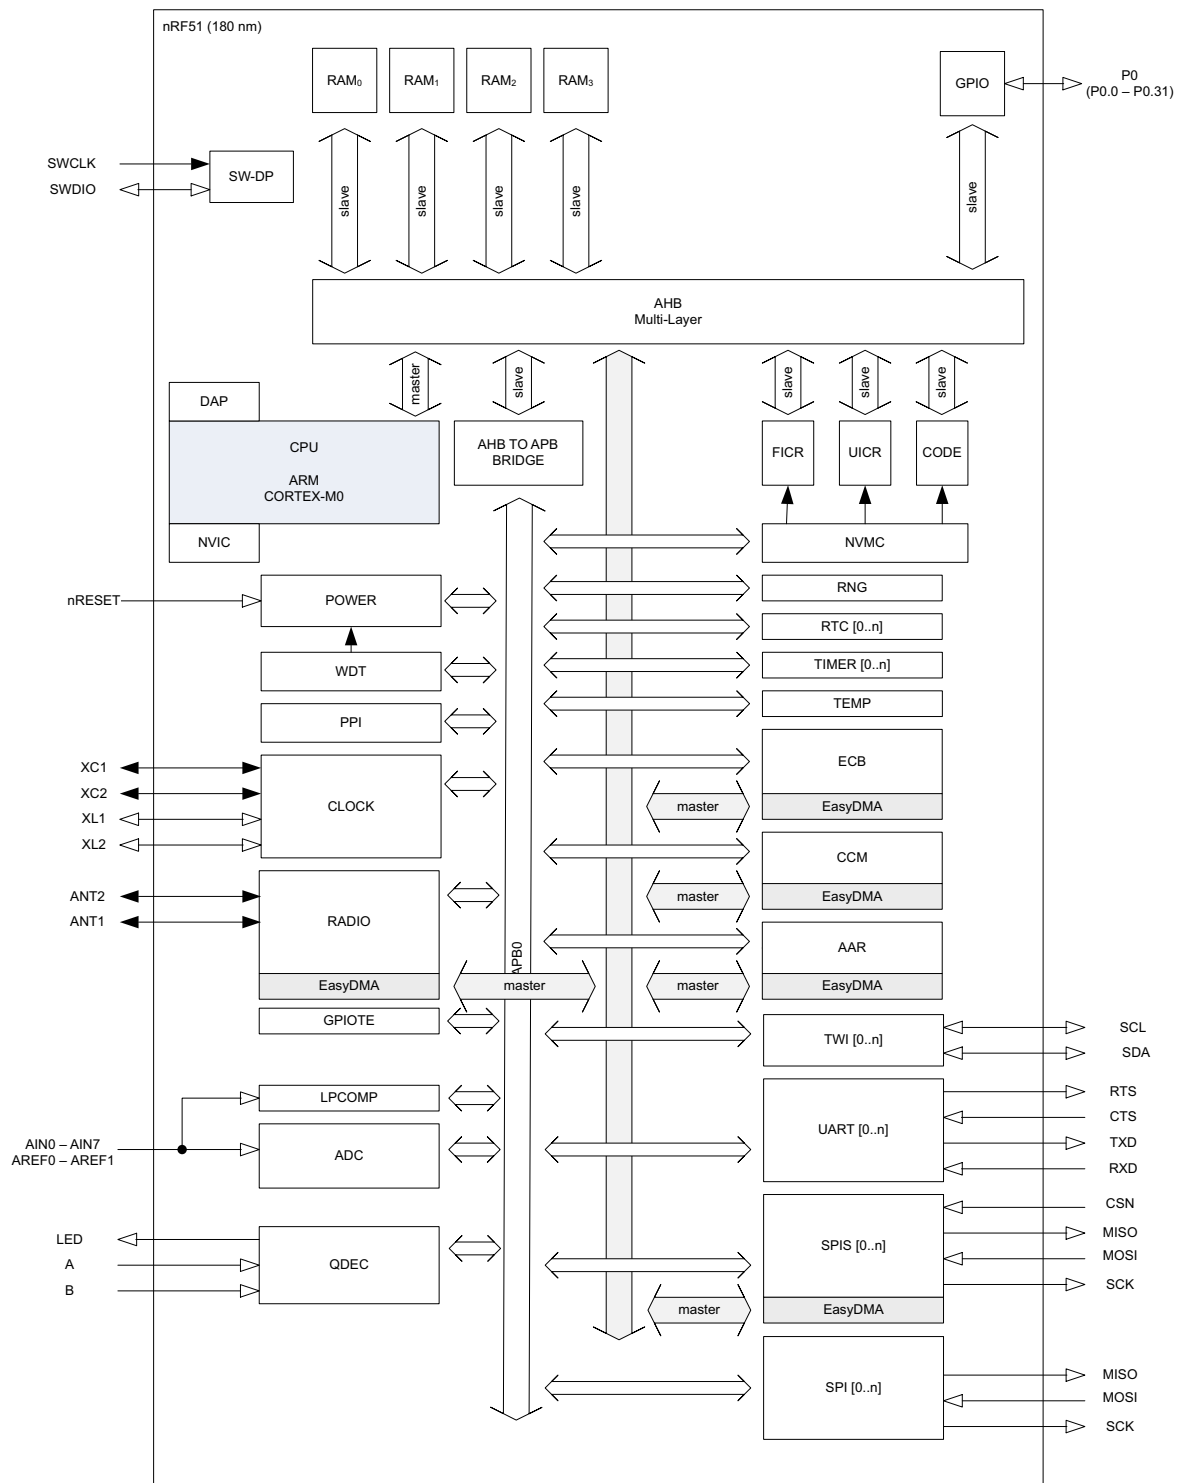 nRF51 (180 nm)
RAM0
RAM1
RAM2
RAM3
GPIO
P0
(P0.0 – P0.31)
SWCLK
SWDIO
SW-DP
slave
slave
slave
slave
slave
AHB
Multi-Layer
master
slave
slave
slave
slave
DAP
CPU
ARM
CORTEX-M0
NVIC
AHB TO APB
BRIDGE
FICR
UICR
CODE
NVMC
nRESET
POWER
RNG
RTC [0..n]
WDT
TIMER [0..n]
PPI
TEMP
XC1
XC2
XL1
XL2
CLOCK
ECB
master
EasyDMA
CCM
master
EasyDMA
ANT2
ANT1
RADIO
EasyDMA
APB0
master
AAR
master
EasyDMA
GPIOTE
TWI [0..n]
SCL
SDA
LPCOMP
AIN0 – AIN7
AREF0 – AREF1
ADC
UART [0..n]
RTS
CTS
TXD
RXD
LED
A
B
QDEC
SPIS [0..n]
CSN
MISO
MOSI
SCK
master
EasyDMA
SPI [0..n]
MISO
MOSI
SCK